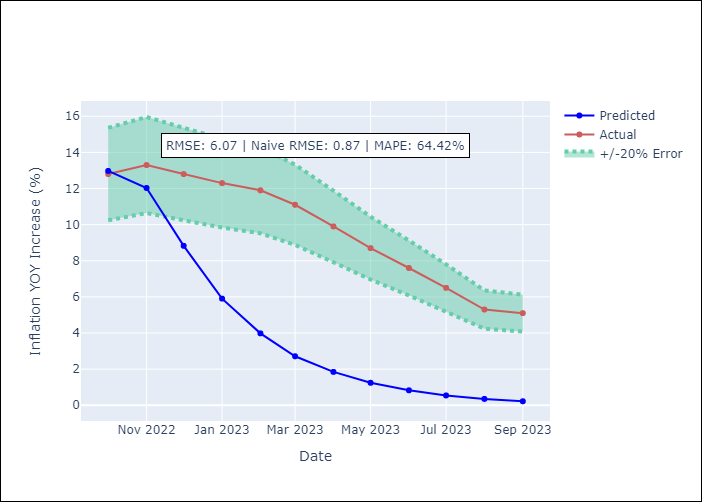 RMSE: 6.07 | Naive RMSE: 0.87 | MAPE: 64.42%
Predicted
Actual
+/-20% Error
Inflation YOY Increase (%)
16
14
12
10
8
6
4
2
0
Nov 2022
Jan 2023
Mar 2023
May 2023
Jul 2023
Sep 2023
Date